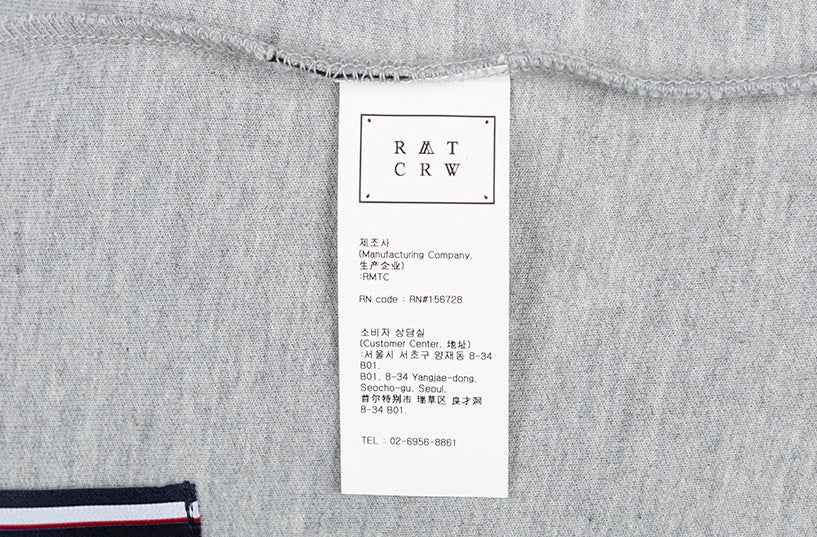 RMT
CRW
제조사
(Manufacturing Company,
生产企业)
:RMTC
RN code : RN#156728
소비자 상담실
(Customer Center, 地址)
:서울시 서초구 양재동 8-34
B01.
B01, 8-34 Yangjae-dong,
Seocho-gu, Seoul.
首尔特别市 瑞草区 良才洞
8-34 B01.
TEL : 02-6956-8861